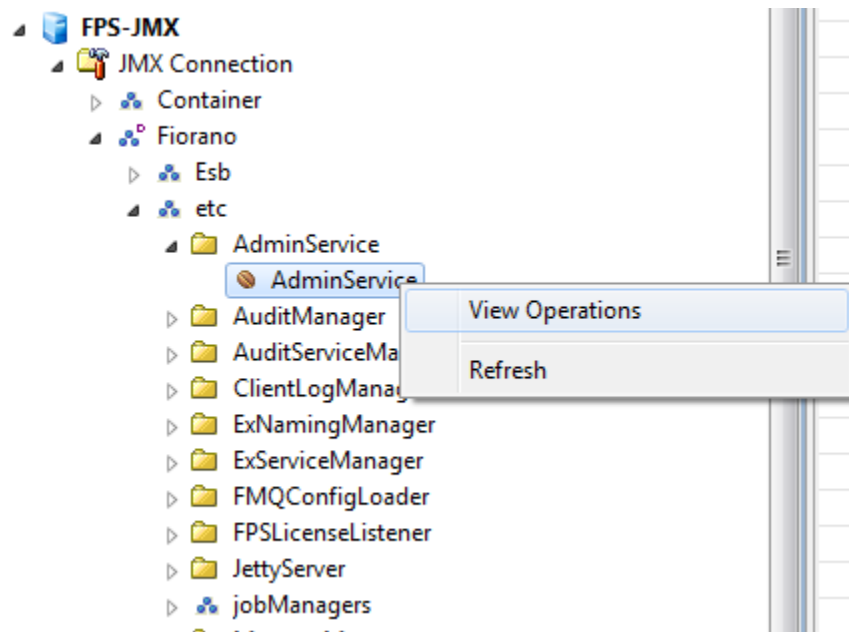 FPS-JMX
JMX Connection
Container
Fiorano
Esb
etc
AdminService
AdminService
View Operations
AuditManager
AuditServiceMa
Refresh
ClientLogManag
ExNamingManager
ExServiceManager
FMQConfigLoader
FPSLicenseListener
JettyServer
jobManagers